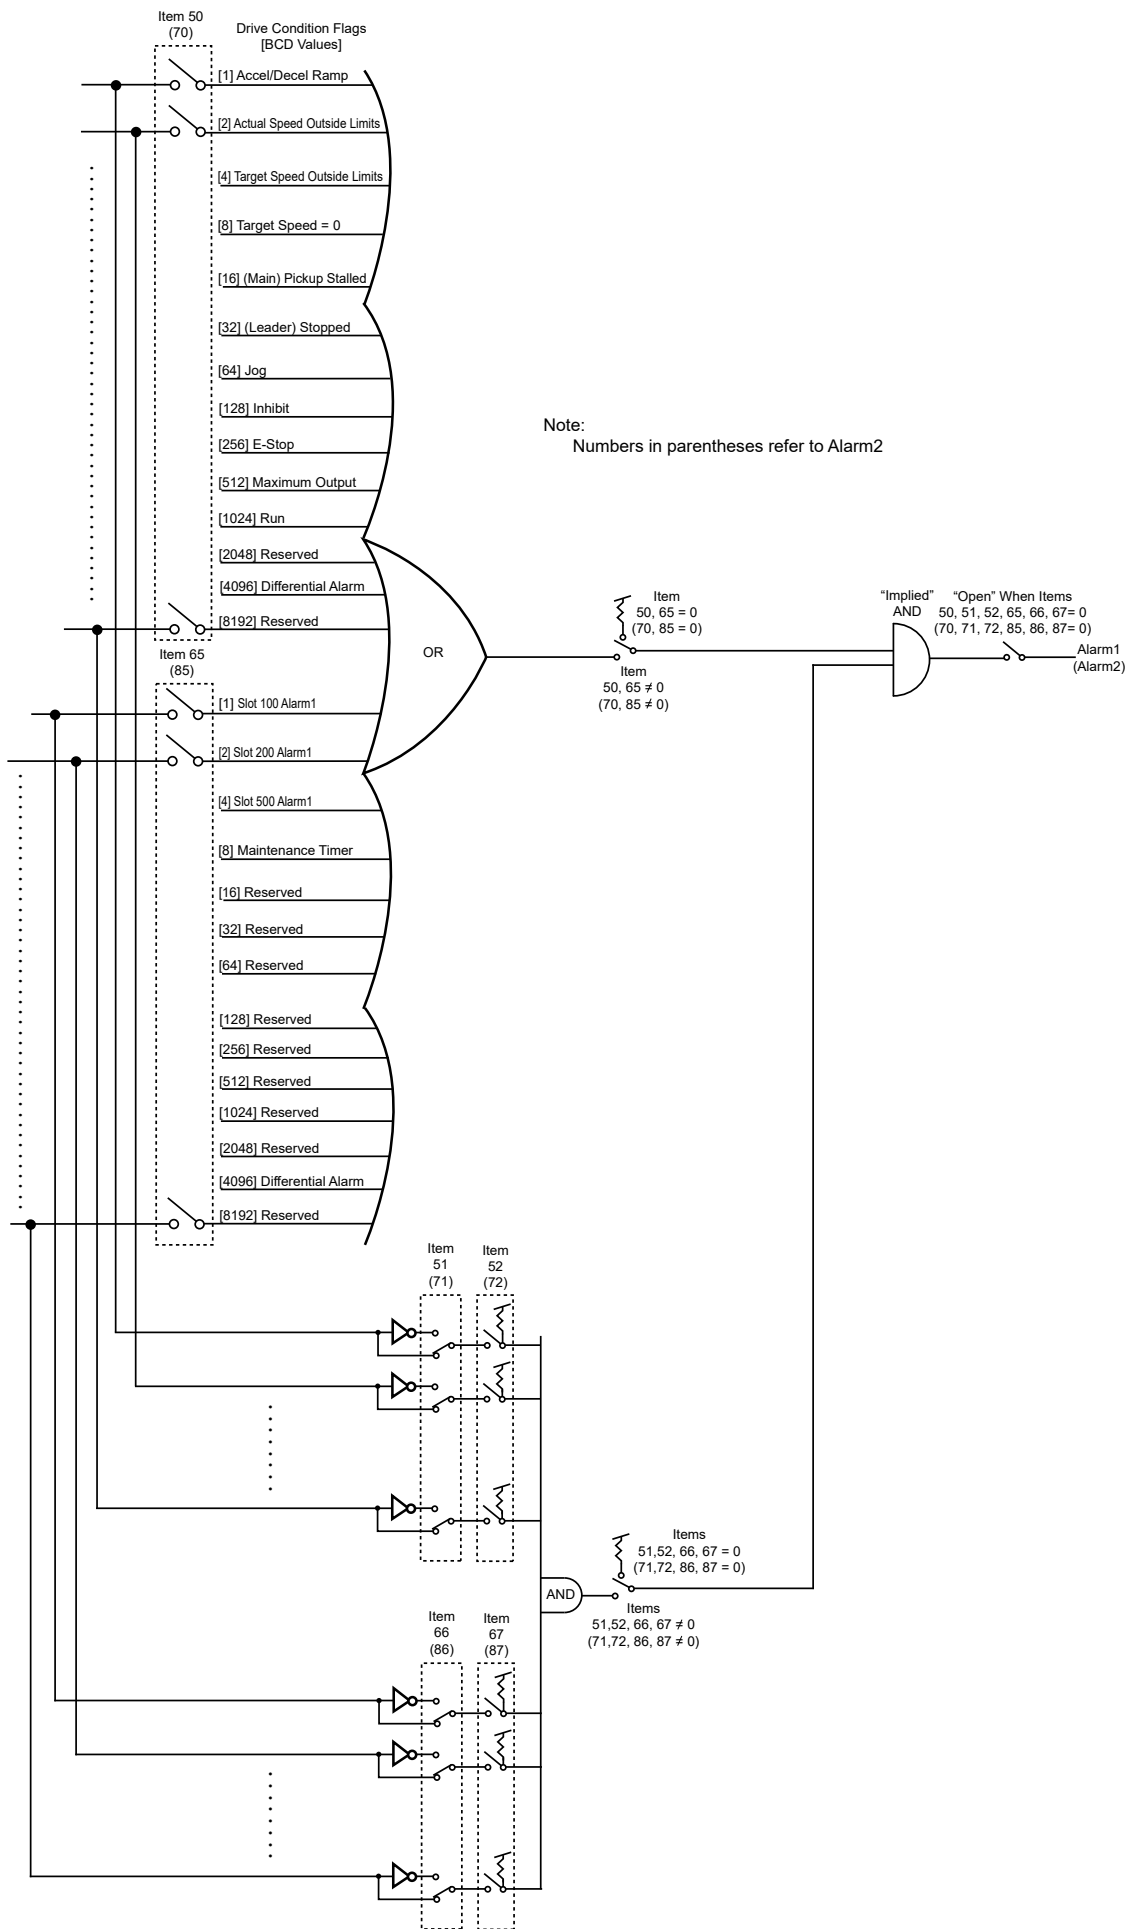 Item 50
(70)
Drive Condition Flags
[BCD Values]
[1] Accel/Decel Ramp
[2] Actual Speed Outside Limits
[4] Target Speed Outside Limits
[8] Target Speed = 0
[16] (Main) Pickup Stalled
[32] (Leader) Stopped
[64] Jog
[128] Inhibit
[256] E-Stop
[512] Maximum Output
[1024] Run
[2048] Reserved
[4096] Differential Alarm
[8192] Reserved
Note:
Numbers in parentheses refer to Alarm2
Item 65
(85)
[1] Slot 100 Alarm1
[2] Slot 200 Alarm1
[4] Slot 500 Alarm1
[8] Maintenance Timer
[16] Reserved
[32] Reserved
[64] Reserved
[128] Reserved
[256] Reserved
[512] Reserved
[1024] Reserved
[2048] Reserved
[4096] Differential Alarm
[8192] Reserved
OR
Item
50, 65 = 0
(70, 85 = 0)
Item
50, 65 ≠ 0
(70, 85 ≠ 0)
“Implied”
AND
“Open” When Items
50, 51, 52, 65, 66, 67= 0
(70, 71, 72, 85, 86, 87= 0)
Alarm1
(Alarm2)
Item
51
(71)
Item
52
(72)
AND
Items
51,52, 66, 67 = 0
(71,72, 86, 87 = 0)
Items
51,52, 66, 67 ≠ 0
(71,72, 86, 87 ≠ 0)
Item
66
(86)
Item
67
(87)